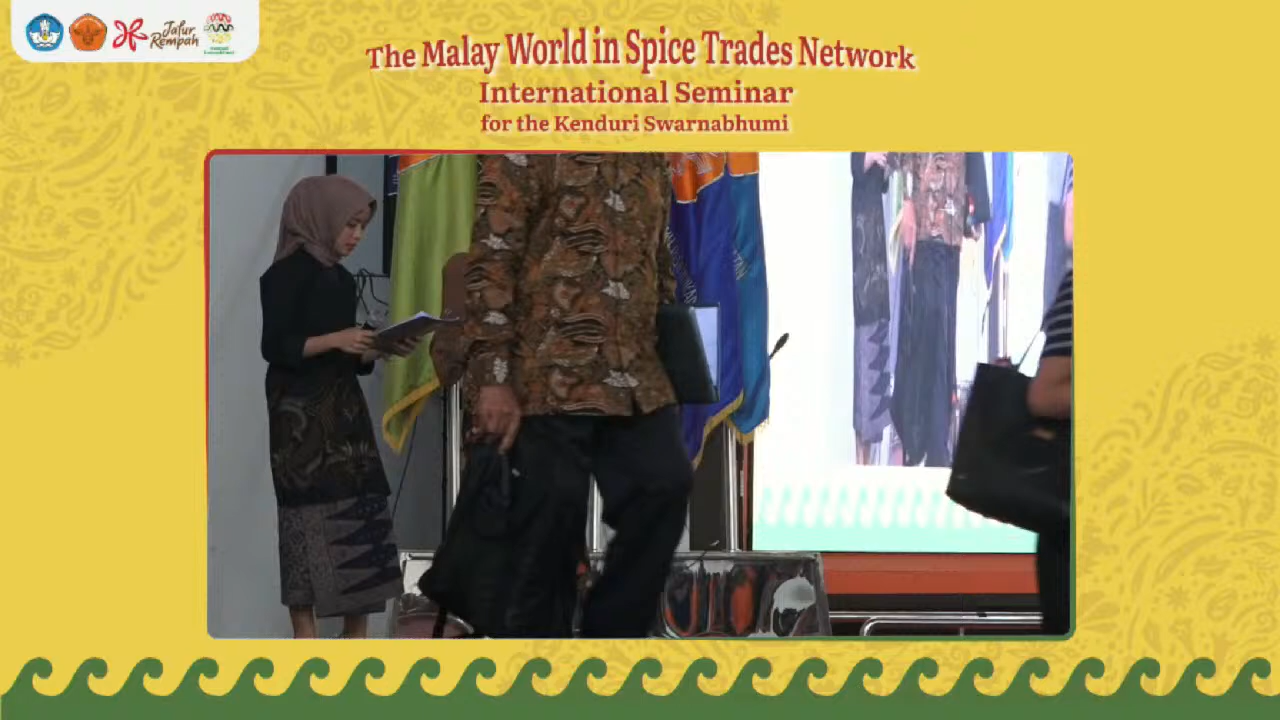 Jalur
Rempah
The Malay World in Spice Trades Network
International Seminar
for the Kenduri Swarnabhumi